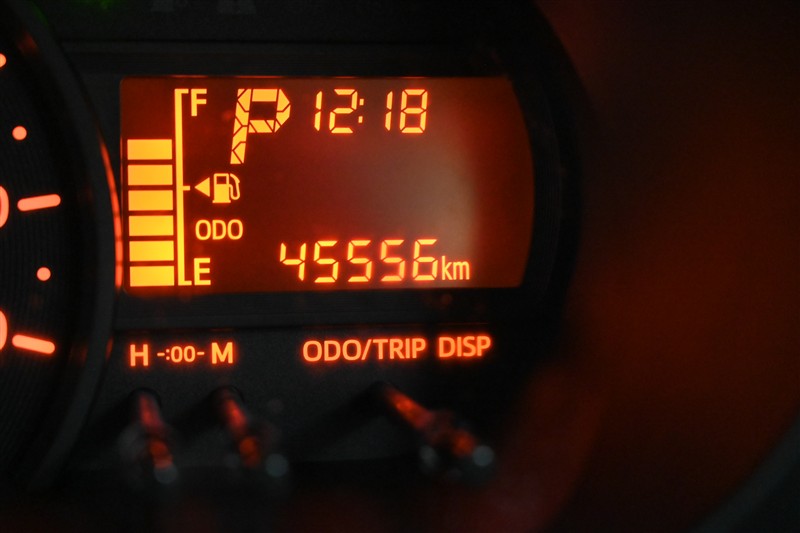 F P 12:18
ODO
E 45556km
H -:00- M ODO/TRIP DISP